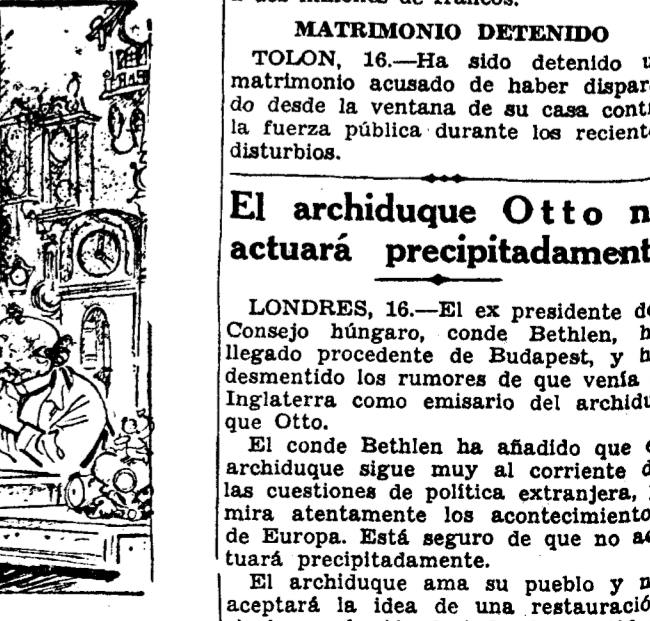 MATRIMONIO DETENIDO
TOLON, 16.—Ha sido detenido u
matrimonio acusado de haber dispar
do desde la ventana de su casa cont
la fuerza pública durante los recient
disturbios.
El archiduque Otto n
actuará precipitadament
LONDRES, 16.—El ex presidente de
Consejo húngaro, conde Bethlen, h
llegado procedente de Budapest, y h
desmentido los rumores de que venía
Inglaterra como emisario del archidu
que Otto.
El conde Bethlen ha añadido que e
archiduque sigue muy al corriente d
las cuestiones de política extranjera,
mira atentamente los acontecimiento
de Europa. Está seguro de que no ac
tuará precipitadamente.
El archiduque ama su pueblo y n
aceptará la idea de una restauració